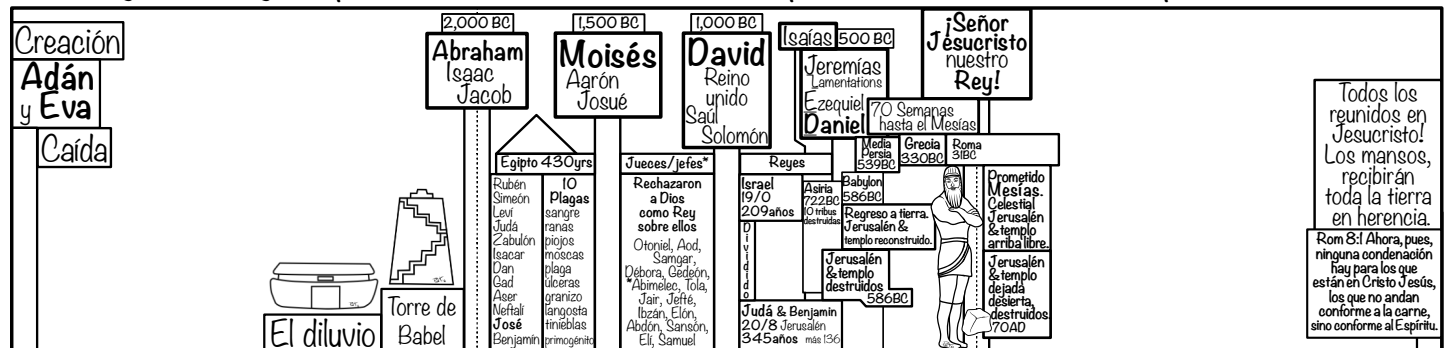 Creación
Adán
y Eva
Caída
El diluvio
Torre de
Babel
2,000 BC
Abraham
Isaac
Jacob
Egipto 430yrs
Rubén
Simeón
Leví
Judá
Zabulón
Isacar
Dan
Gad
Aser
Neftalí
José
Benjamín
10
Plagas
sangre
ranas
piojos
moscas
plaga
úlceras
granizo
langosta
tinieblas
primogénito
1,500 BC
Moisés
Aarón
Josué
Jueces/jefes*
Rechazaron
a Dios
como Rey
sobre ellos
Otoniel, Aod,
Samgar,
Débora, Gedeón,
*Abimelec, Tola,
Jair, Jefté,
Ibzán, Elón,
Abdón, Sansón,
Elí, Samuel
1,000 BC
David
Reino
unido
Saúl
Solomón
Reyes
Israel
19/0
209años
Dividido
Judá & Benjamin
20/8 Jerusalén
345años más 136
Isaías 500 BC
Jeremías
Lamentations
Ezequiel
Daniel
70 Semanas
hasta el Mesías
Asiria
722BC
10 tribus
destruidas
Media
Persia
539BC
Grecia
330BC
Roma
31BC
Babylon
586BC
Regreso a tierra.
Jerusalén &
templo reconstruido.
Jerusalén
&templo
destruidos
586BC
¡Señor
Jesucristo
nuestro
Rey!
Prometido
Mesías.
Celestial
Jerusalén
&templo
arriba libre.
Jerusalén
&templo
dejada
desierta,
destruidos
70AD
Todos los
reunidos en
Jesucristo!
Los mansos,
recibirán
toda la tierra
en herencia.
Rom 8:1 Ahora, pues,
ninguna condenación
hay para los que
están en Cristo Jesús,
los que no andan
conforme a la carne,
sino conforme al Espíritu.